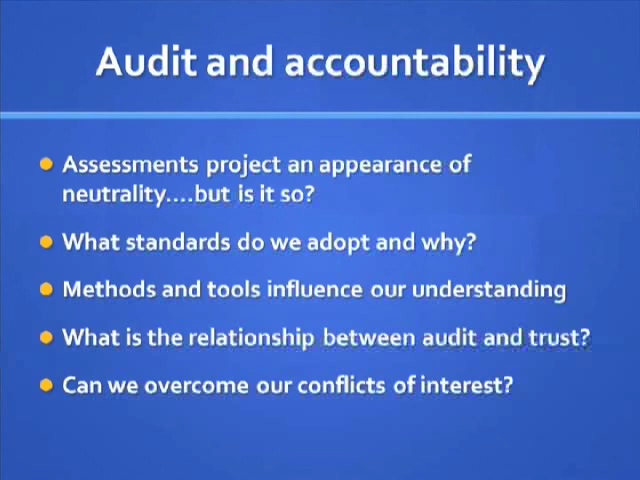 Audit and accountability
Assessments project an appearance of
neutrality....but is it so?
What standards do we adopt and why?
Methods and tools influence our understanding
What is the relationship between audit and trust?
Can we overcome our conflicts of interest?